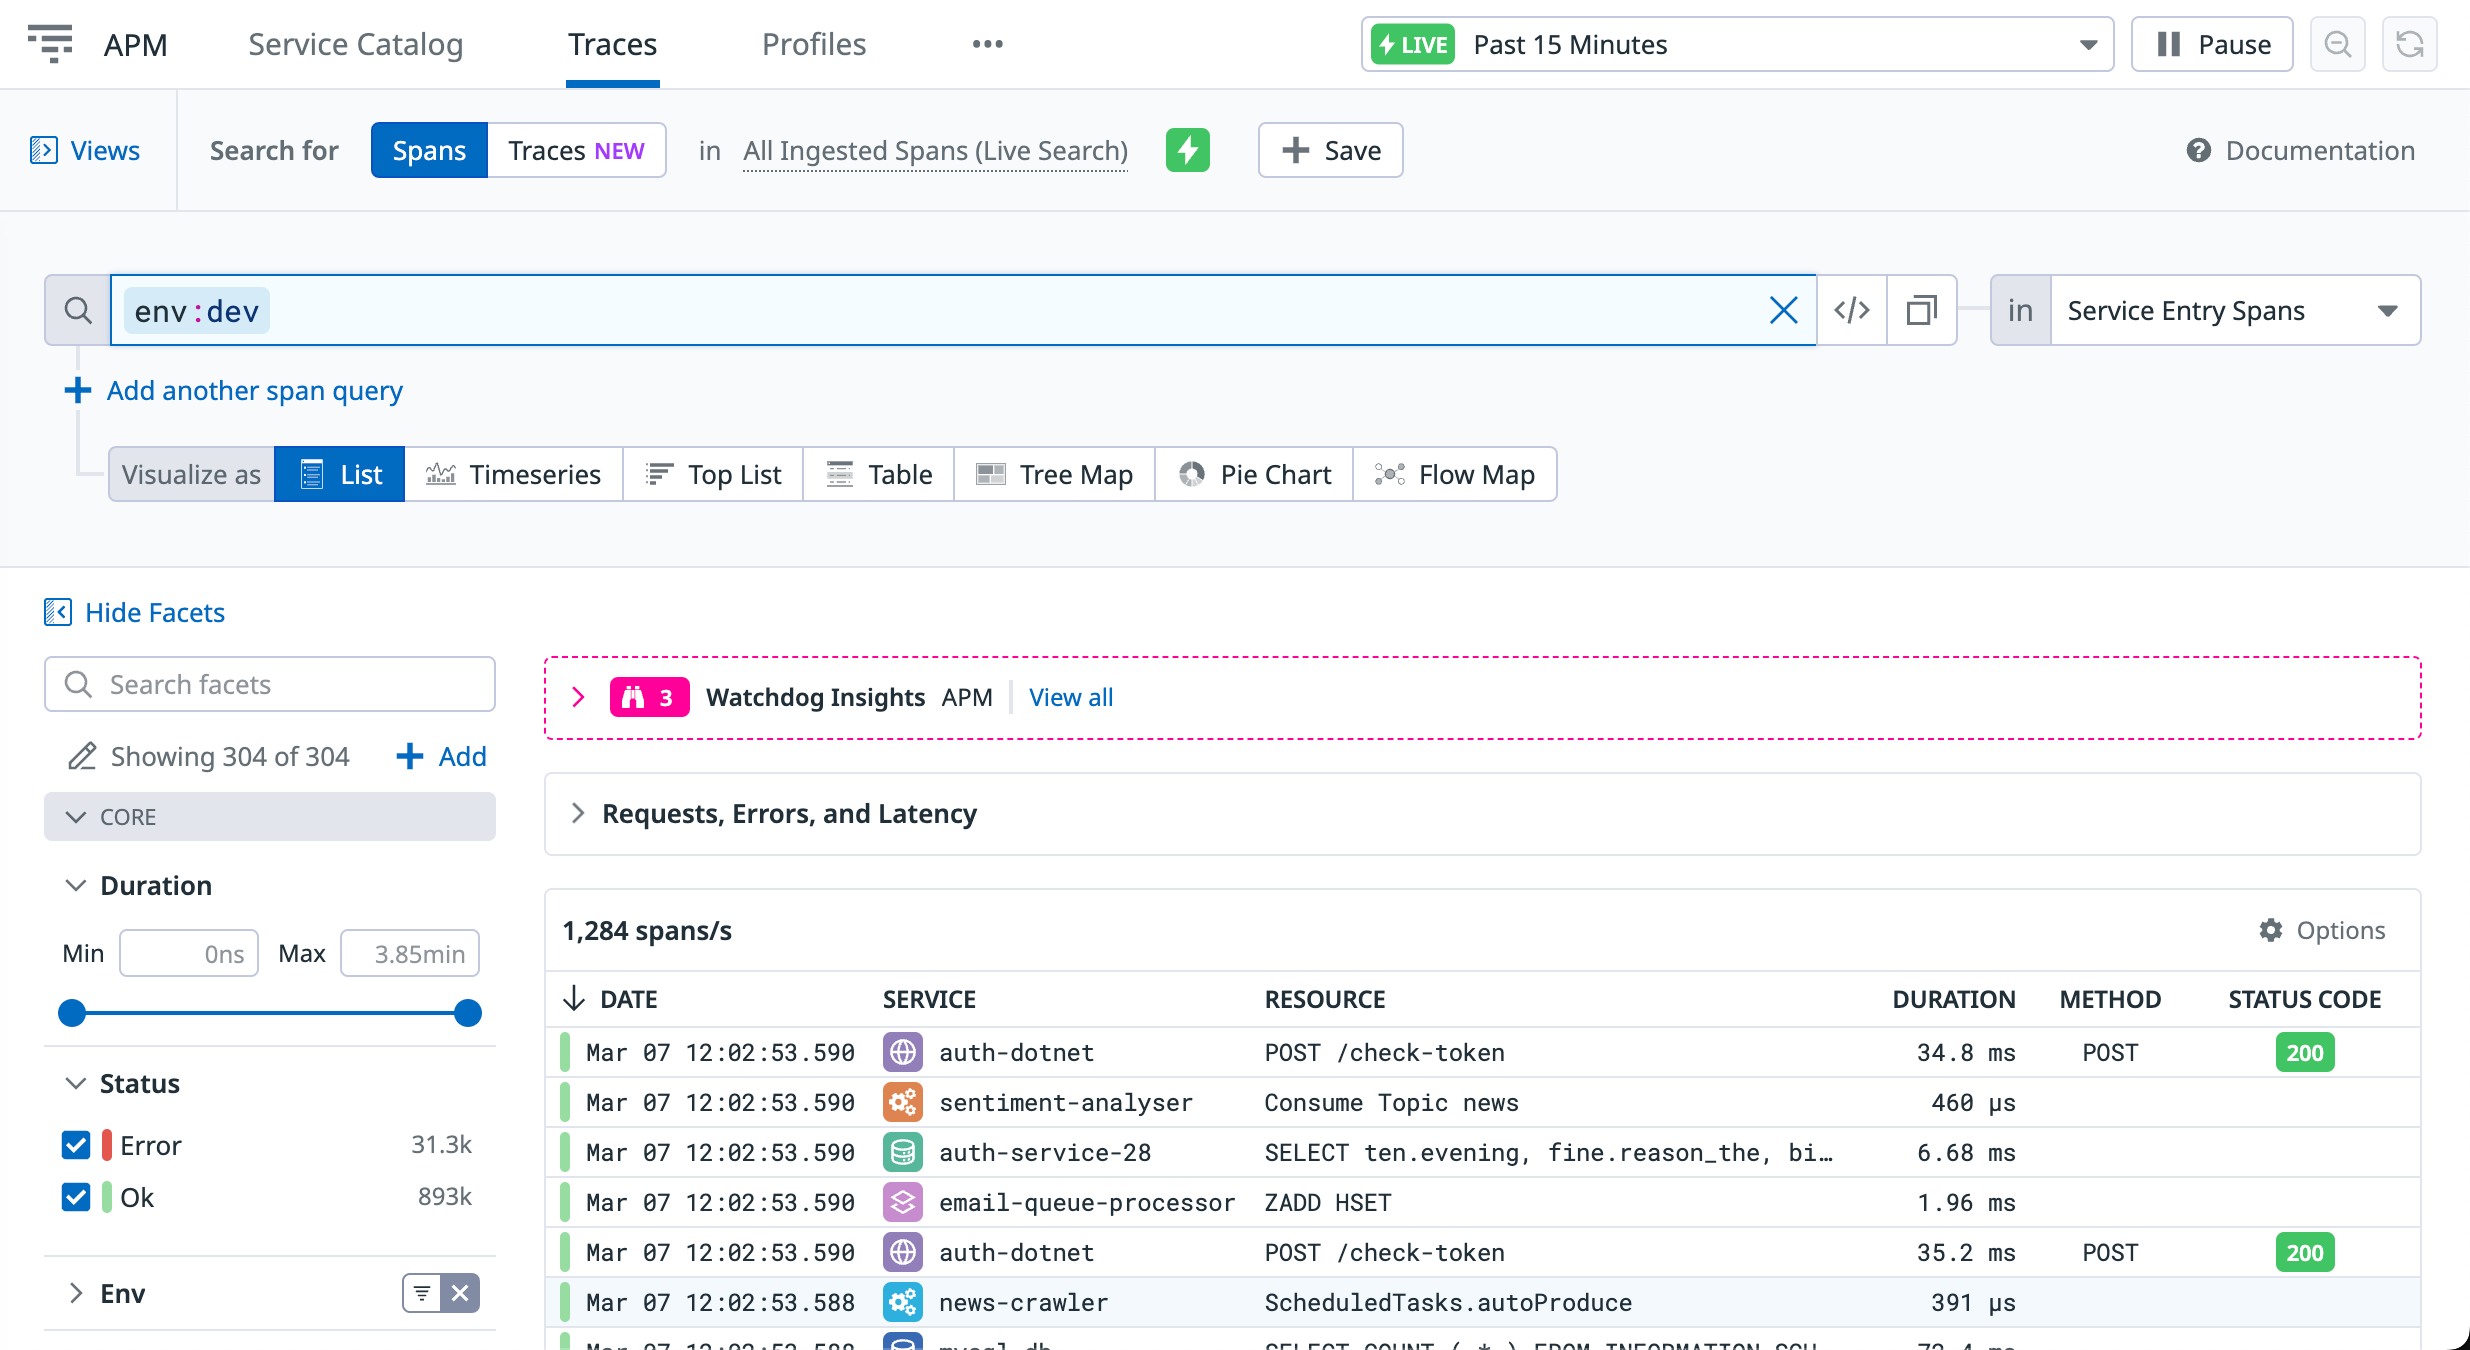 APM Service Catalog Traces Profiles ••• LIVE Past 15 Minutes Pause
Views Search for Spans Traces NEW in All Ingested Spans (Live Search) Save Documentation
env:dev </> in Service Entry Spans
Add another span query
Visualize as List Timeseries Top List Table Tree Map Pie Chart Flow Map
Hide Facets
Search facets
Showing 304 of 304 Add
CORE
Duration
Min 0ns Max 3.85min
Status
Error 31.3k
Ok 893k
Env
3 Watchdog Insights APM View all
Requests, Errors, and Latency
1,284 spans/s Options
DATE SERVICE RESOURCE DURATION METHOD STATUS CODE
Mar 07 12:02:53.590 auth-dotnet POST /check-token 34.8 ms POST 200
Mar 07 12:02:53.590 sentiment-analyser Consume Topic news 460 µs
Mar 07 12:02:53.590 auth-service-28 SELECT ten.evening, fine.reason_the, bi… 6.68 ms
Mar 07 12:02:53.590 email-queue-processor ZADD HSET 1.96 ms
Mar 07 12:02:53.590 auth-dotnet POST /check-token 35.2 ms POST 200
Mar 07 12:02:53.588 news-crawler ScheduledTasks.autoProduce 391 µs
Mar 07 12:02:53.588 SELECT COUNT ( * ) FROM